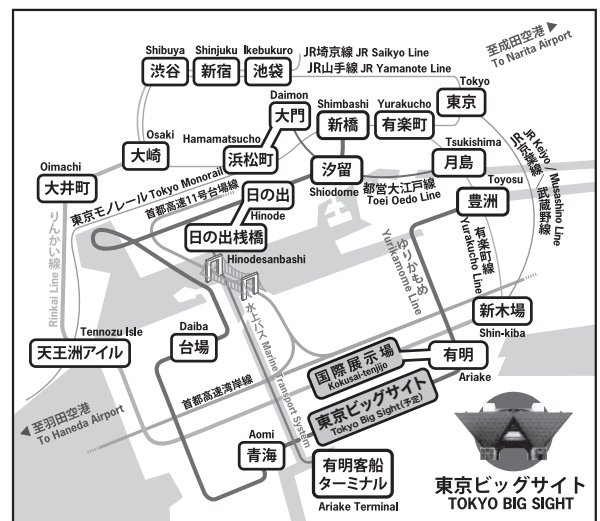 至成田空港
To Narita Airport
Shibuya
渋谷
Shinjuku
新宿
Ikebukuro
池袋
JR埼京線 JR Saikyo Line
JR山手線 JR Yamanote Line
Tokyo
東京
Daimon
大門
Shimbashi
新橋
Yurakucho
有楽町
Osaki
大崎
Hamamatsucho
浜松町
汐留
Shiodome
Tsukishima
月島
JR Keiyo / Musashino Line
JR京葉線 / 武蔵野線
Oimachi
大井町
東京モノレール Tokyo Monorail
首都高速11号台場線
日の出
Hinode
日の出桟橋
Hinodesanbashi
都営大江戸線
Toei Oedo Line
Toyosu
豊洲
りんかい線
Rinkai Line
ゆりかもめ
Yurikamome Line
有楽町線
Yurakucho Line
新木場
Shin-kiba
Tennozu Isle
天王洲アイル
Daiba
台場
水上バス Marine Transport System
国際展示場
Kokusai-tenjijo
有明
Ariake
首都高速湾岸線
東京ビッグサイト
Tokyo Big Sight(予定)
至羽田空港
To Haneda Airport
Aomi
青海
有明客船
ターミナル
Ariake Terminal
東京ビッグサイト
TOKYO BIG SIGHT